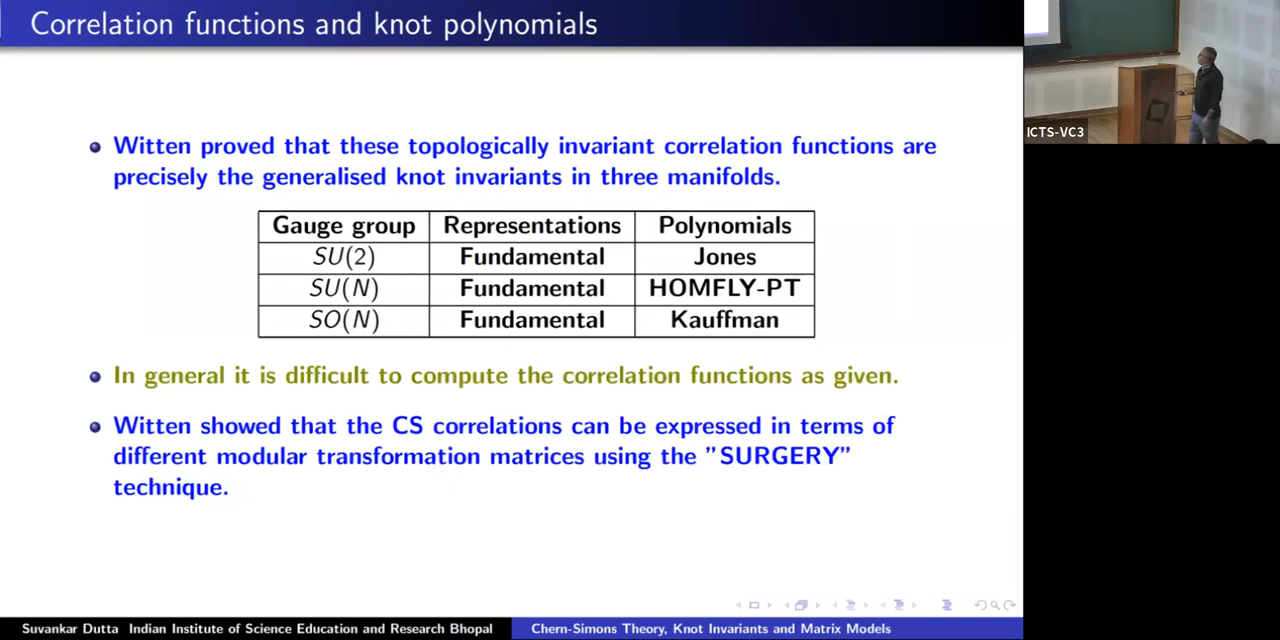 Correlation functions and knot polynomials
Witten proved that these topologically invariant correlation functions are
precisely the generalised knot invariants in three manifolds.
Gauge group Representations Polynomials
SU(2) Fundamental Jones
SU(N) Fundamental HOMFLY-PT
SO(N) Fundamental Kauffman
In general it is difficult to compute the correlation functions as given.
Witten showed that the CS correlations can be expressed in terms of
different modular transformation matrices using the "SURGERY"
technique.
Suvankar Dutta Indian Institute of Science Education and Research Bhopal
Chern-Simons Theory, Knot Invariants and Matrix Models
ICTS-VC3